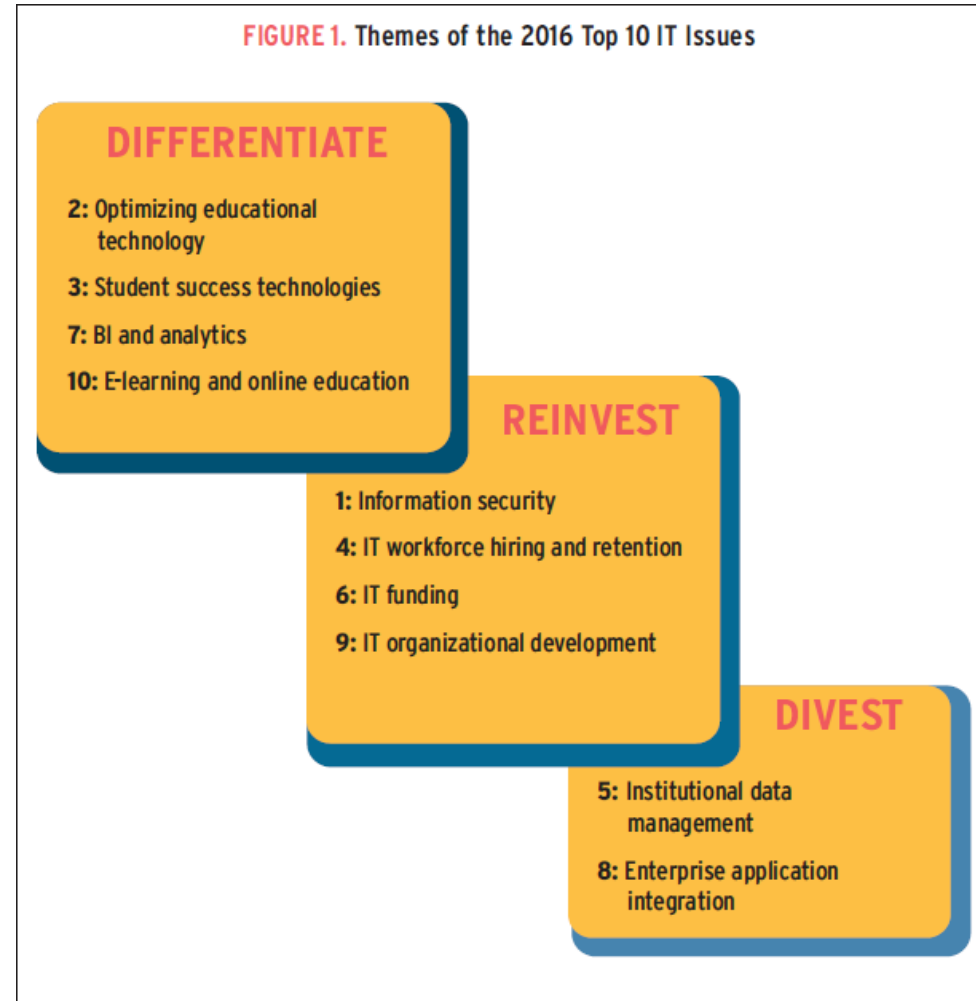 FIGURE 1. Themes of the 2016 Top 10 IT Issues
DIFFERENTIATE
2: Optimizing educational
technology
3: Student success technologies
7: BI and analytics
10: E-learning and online education
REINVEST
1: Information security
4: IT workforce hiring and retention
6: IT funding
9: IT organizational development
DIVEST
5: Institutional data
management
8: Enterprise application
integration